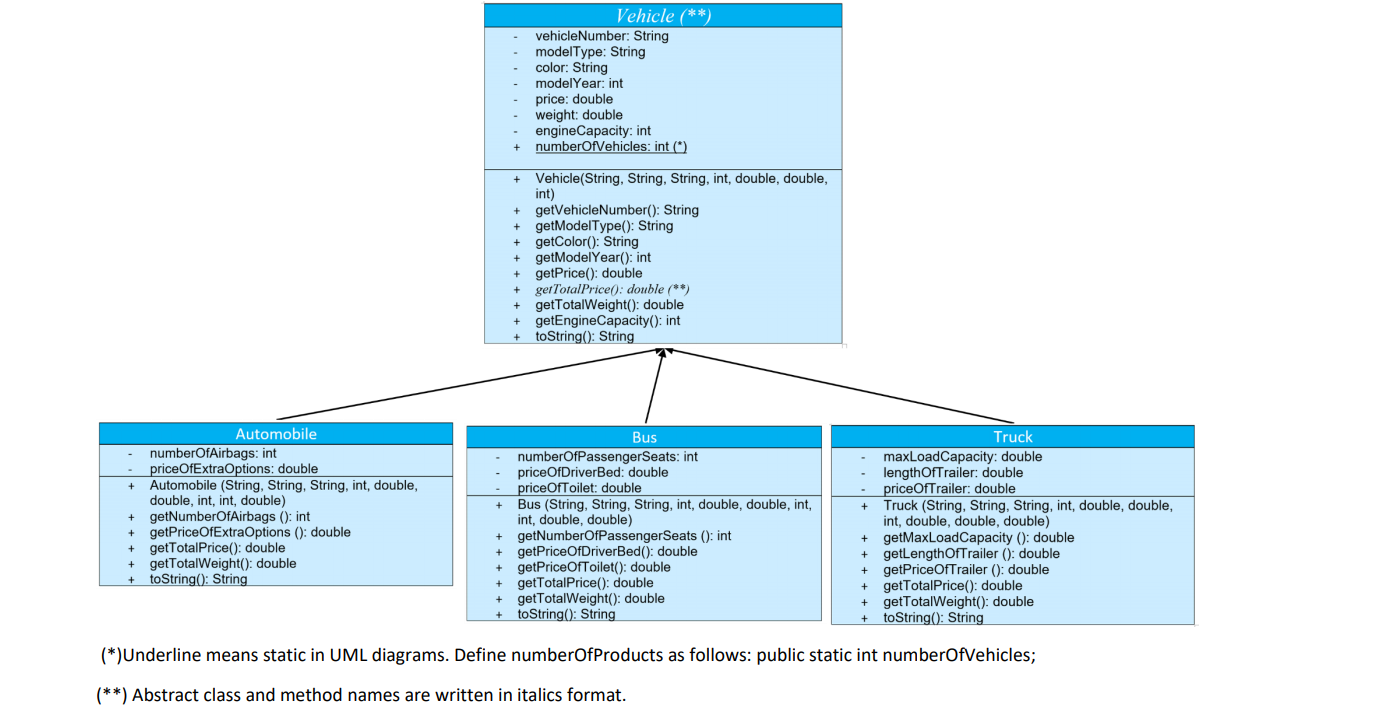 Vehicle (**)
- vehicleNumber: String
- modelType: String
- color: String
- modelYear: int
- price: double
- weight: double
- engineCapacity: int
+ numberOfVehicles: int (*)
+ Vehicle(String, String, String, int, double, double,
int)
+ getVehicleNumber(): String
+ getModelType(): String
+ getColor(): String
+ getModelYear(): int
+ getPrice(): double
+ getTotalPrice(): double (**)
+ getTotalWeight(): double
+ getEngineCapacity(): int
+ toString(): String
Automobile
- numberOfAirbags: int
- priceOfExtraOptions: double
+ Automobile (String, String, String, int, double,
double, int, int, double)
+ getNumberOfAirbags (): int
+ getPriceOfExtraOptions (): double
+ getTotalPrice(): double
+ getTotalWeight(): double
+ toString(): String
Bus
- numberOfPassengerSeats: int
- priceOfDriverBed: double
- priceOfToilet: double
+ Bus (String, String, String, int, double, double, int,
int, double, double)
+ getNumberOfPassengerSeats (): int
+ getPriceOfDriverBed(): double
+ getPriceOfToilet(): double
+ getTotalPrice(): double
+ getTotalWeight(): double
+ toString(): String
Truck
- maxLoadCapacity: double
- lengthOfTrailer: double
- priceOfTrailer: double
+ Truck (String, String, String, int, double, double,
int, double, double, double)
+ getMaxLoadCapacity (): double
+ getLengthOfTrailer (): double
+ getPriceOfTrailer (): double
+ getTotalPrice(): double
+ getTotalWeight(): double
+ toString(): String
(*)Underline means static in UML diagrams. Define numberOfProducts as follows: public static int numberOfVehicles;
(**) Abstract class and method names are written in italics format.